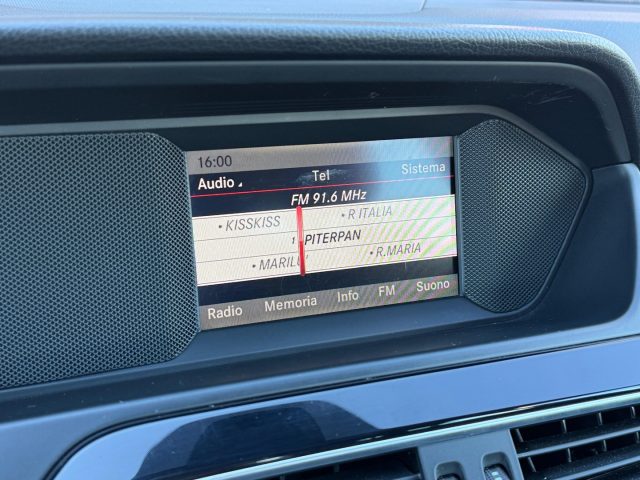 16:00
Audio Tel Sistema
FM 91.6 MHz
• KISSKISS • R ITALIA
1 PITERPAN
• MARILU • R.MARIA
Radio Memoria Info FM Suono